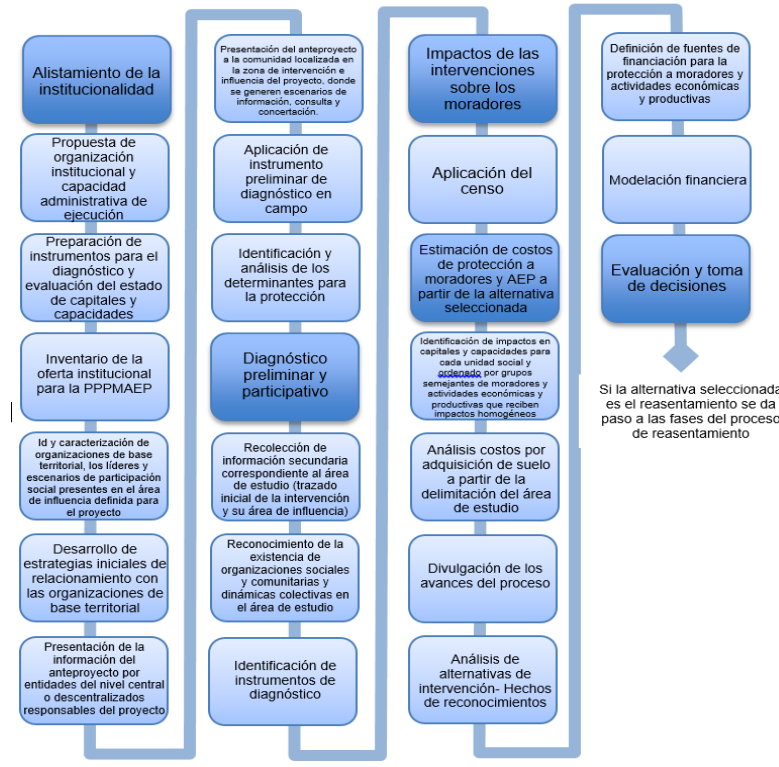 Alistamiento de la
institucionalidad
Propuesta de
organización
institucional y
capacidad
administrativa de
ejecución
Preparación de
instrumentos para el
diagnóstico y
evaluación del estado
de capitales y
capacidades
Inventario de la
oferta institucional
para la PPPMAEP
Id y caracterización de
organizaciones de base
territorial, los líderes y
escenarios de participación
social presentes en el área de
influencia definida para
el proyecto
Desarrollo de
estrategias iniciales de
relacionamiento con
las organizaciones de
base territorial
Presentación de la
información del
anteproyecto por
entidades del nivel central
o descentralizados
responsables del proyecto
Presentación del anteproyecto
a la comunidad localizada en
la zona de intervención e
influencia del proyecto, donde
se generen escenarios de
información, consulta y
concertación.
Aplicación de
instrumento
preliminar de
diagnóstico en
campo
Identificación y
análisis de los
determinantes para
la protección
Diagnóstico
preliminar y
participativo
Recolección de
información secundaria
correspondiente al área
de estudio (trazado
inicial de la intervención
y su área de influencia)
Reconocimiento de la
existencia de
organizaciones sociales
y comunitarias y
dinámicas colectivas en
el área de estudio
Identificación de
instrumentos de
diagnóstico
Impactos de las
intervenciones
sobre los
moradores
Aplicación del
censo
Estimación de costos
de protección a
moradores y AEP a
partir de la alternativa
seleccionada
Identificación de impactos en
capitales y capacidades para
cada unidad social y
ordenado por grupos
semejantes de moradores y
actividades económicas y
productivas que reciben
impactos homogéneos
Análisis costos por
adquisición de suelo
a partir de la
delimitación del área
de estudio
Divulgación de los
avances del proceso
Análisis de
alternativas de
intervención- Hechos
de reconocimientos
Definición de fuentes de
financiación para la
protección a moradores y
actividades económicas
y productivas
Modelación financiera
Evaluación y toma
de decisiones
Si la alternativa seleccionada
es el reasentamiento se da
paso a las fases del proceso
de reasentamiento